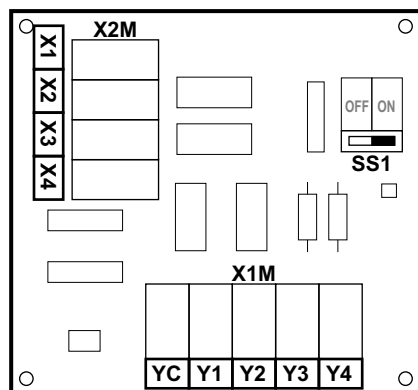 X2M
X1
X2
X3
X4
OFF ON
SS1
X1M
YC Y1 Y2 Y3 Y4